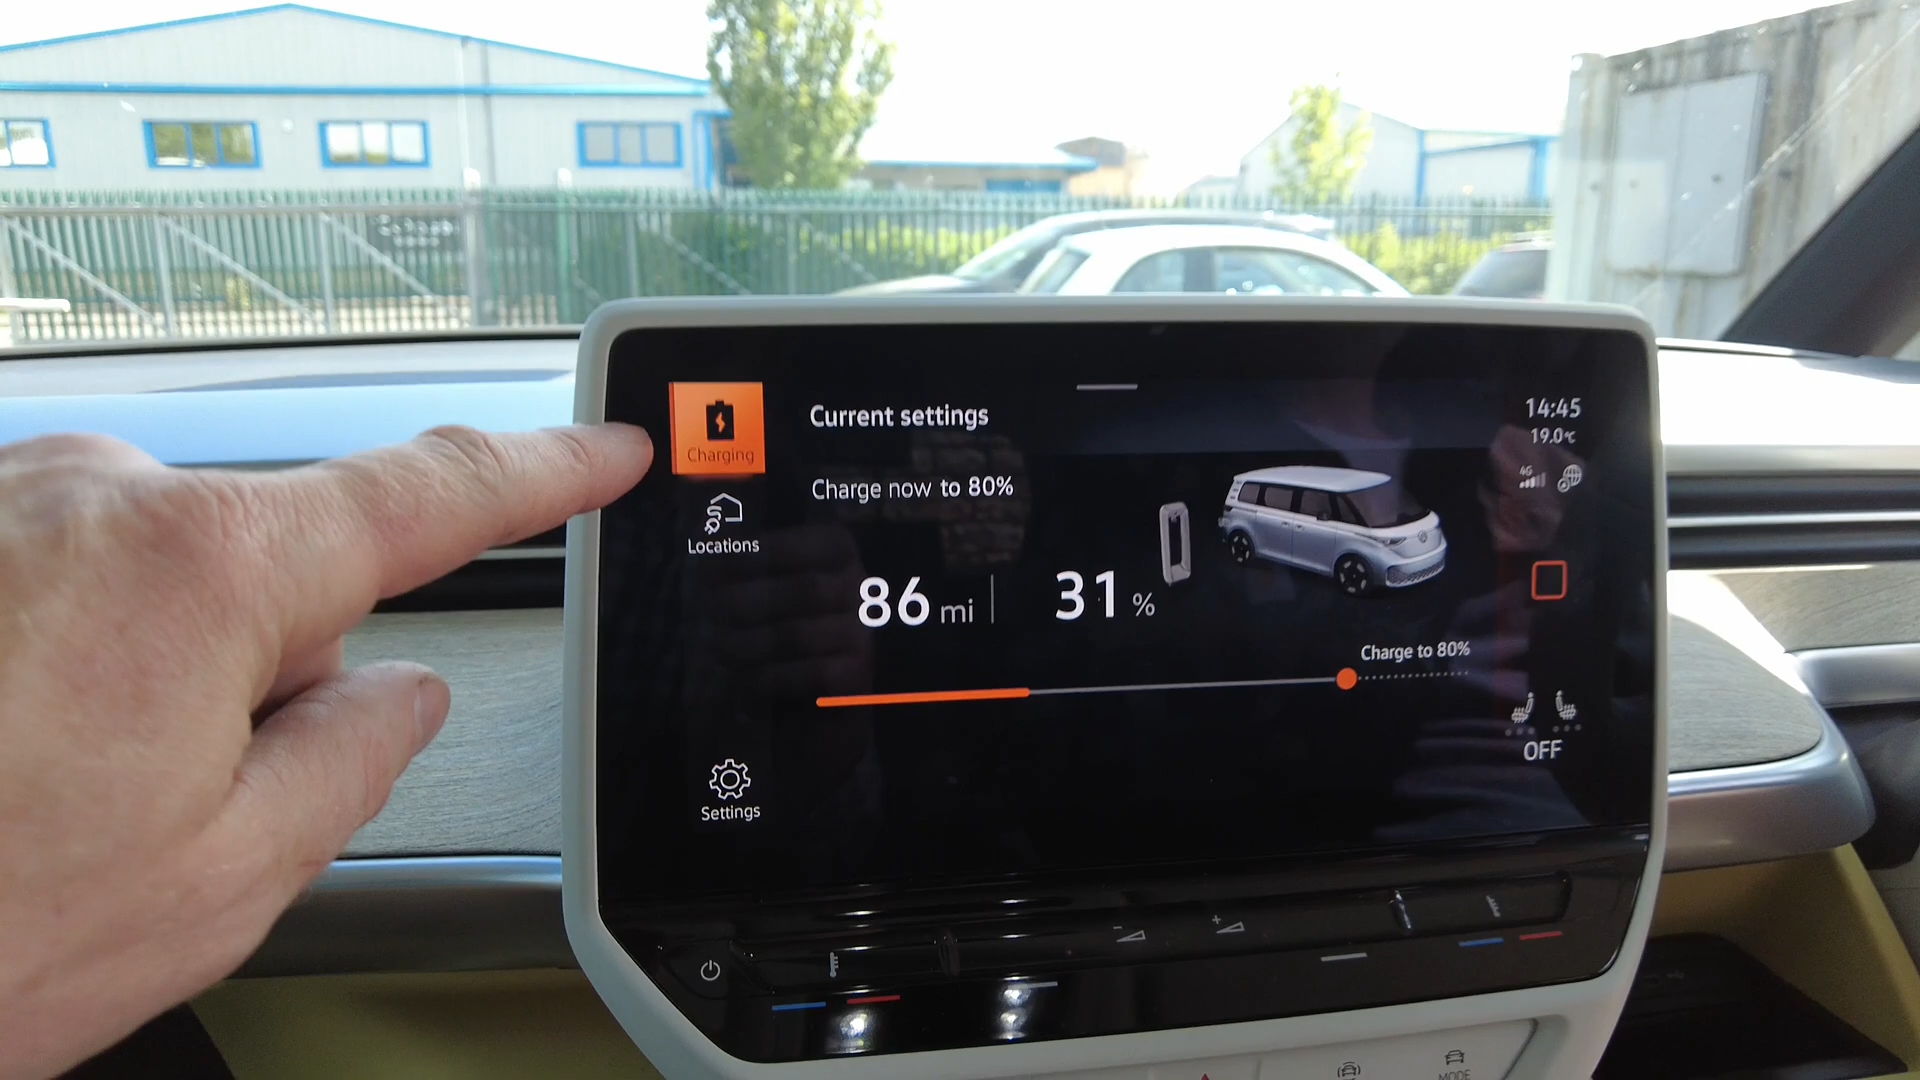 Charging
Current settings
14:45
19.0°C
4G
Charge now to 80%
Locations
86 mi
31 %
Charge to 80%
OFF
Settings
MODE